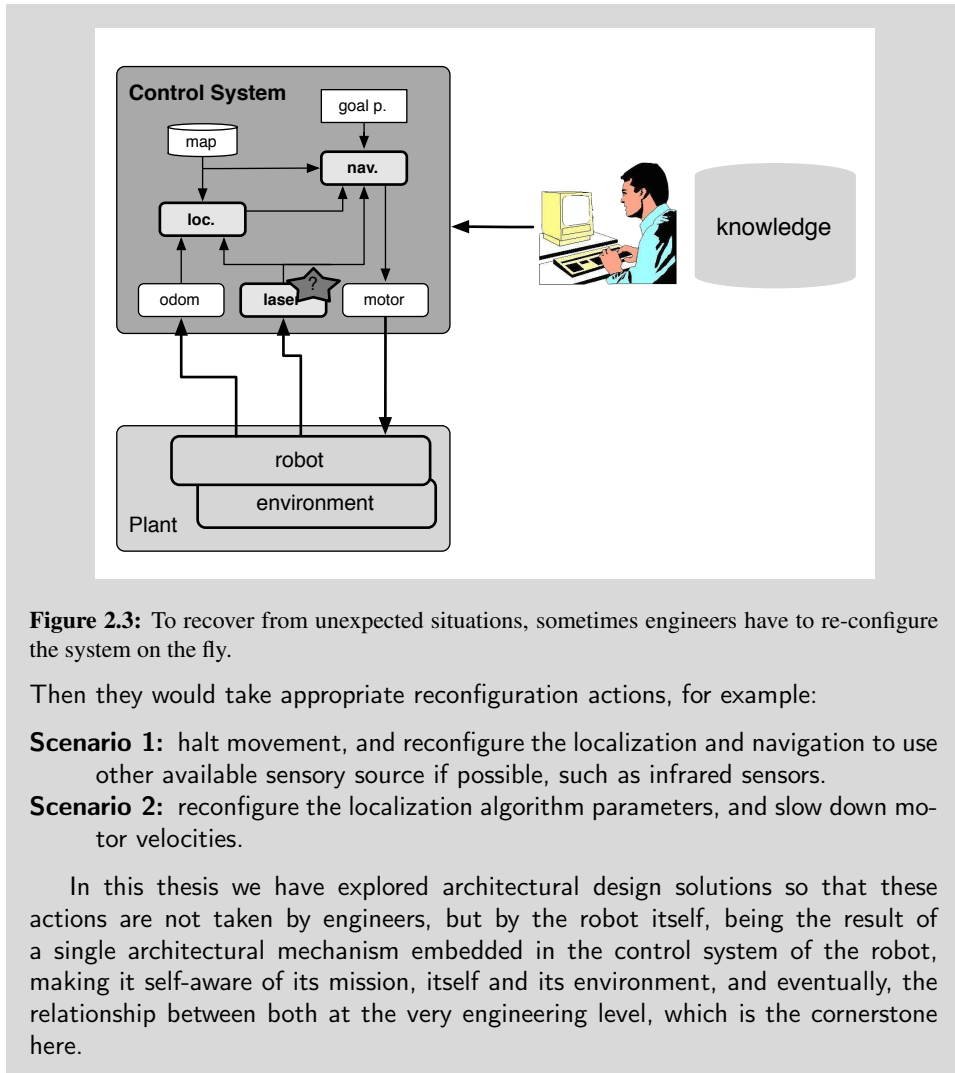 Control System
goal p.
map
nav.
loc.
knowledge
?
odom
laser
motor
robot
environment
Plant
Figure 2.3: To recover from unexpected situations, sometimes engineers have to re-configure
the system on the fly.
Then they would take appropriate reconfiguration actions, for example:
Scenario 1: halt movement, and reconfigure the localization and navigation to use
other available sensory source if possible, such as infrared sensors.
Scenario 2: reconfigure the localization algorithm parameters, and slow down mo-
tor velocities.
In this thesis we have explored architectural design solutions so that these
actions are not taken by engineers, but by the robot itself, being the result of
a single architectural mechanism embedded in the control system of the robot,
making it self-aware of its mission, itself and its environment, and eventually, the
relationship between both at the very engineering level, which is the cornerstone
here.